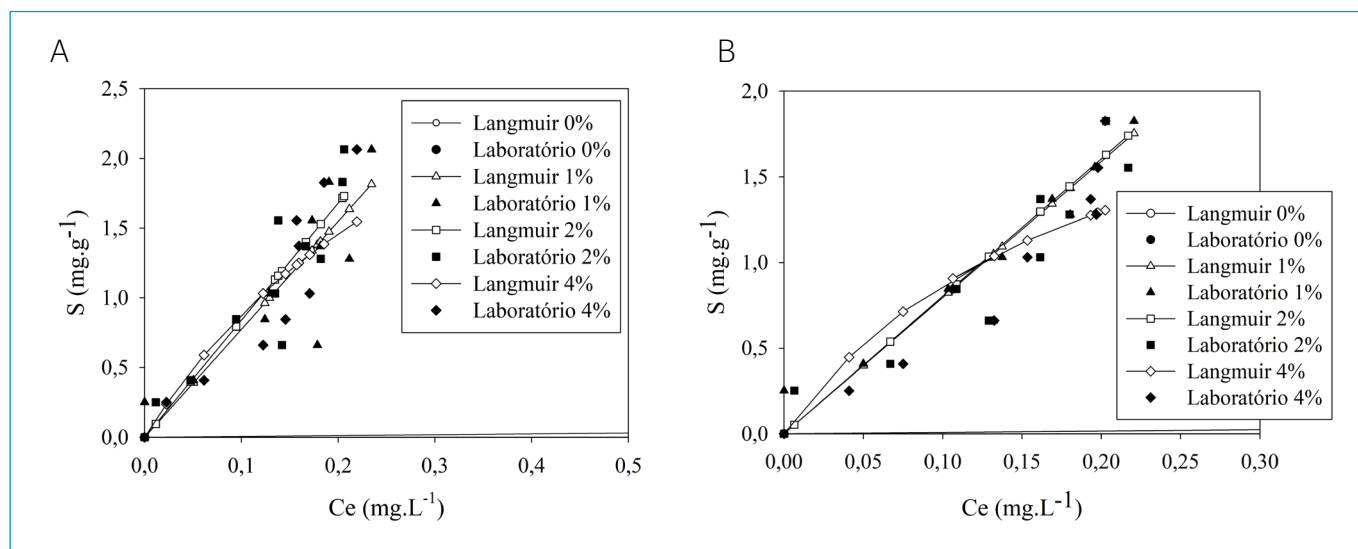 A
S (mg.g-1)
2,5
2,0
1,5
1,0
0,5
0,0
0,0 0,1 0,2 0,3 0,4 0,5
Ce (mg.L-1)
Langmuir 0%
Laboratório 0%
Langmuir 1%
Laboratório 1%
Langmuir 2%
Laboratório 2%
Langmuir 4%
Laboratório 4%
B
S (mg.g-1)
2,0
1,5
1,0
0,5
0,0
0,00 0,05 0,10 0,15 0,20 0,25 0,30
Ce (mg.L-1)
Langmuir 0%
Laboratório 0%
Langmuir 1%
Laboratório 1%
Langmuir 2%
Laboratório 2%
Langmuir 4%
Laboratório 4%